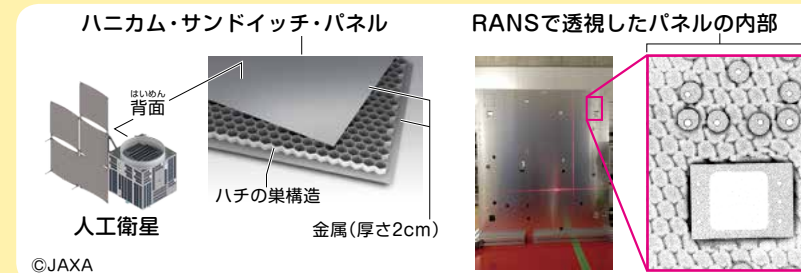 ハニカム・サンドイッチ・パネル
RANSで透視したパネルの内部
はいめん
背面
ハチの巣構造
人工衛星
金属(厚さ2cm)
©JAXA